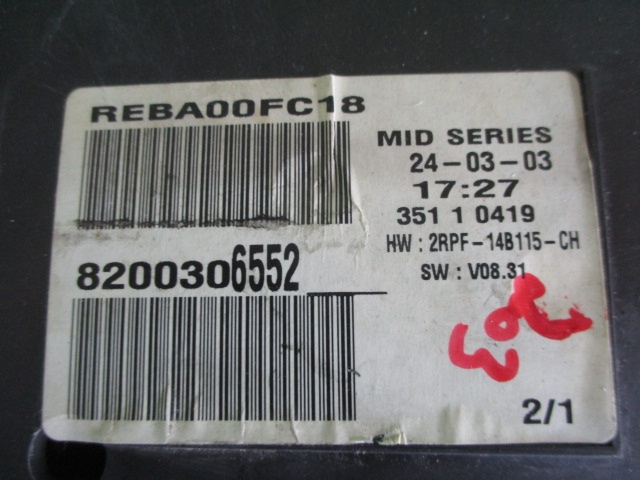 REBA00FC18
MID SERIES
24-03-03
17:27
351 1 0419
HW : 2RPF-14B115-CH
SW : V08.31
8200306552
2/1